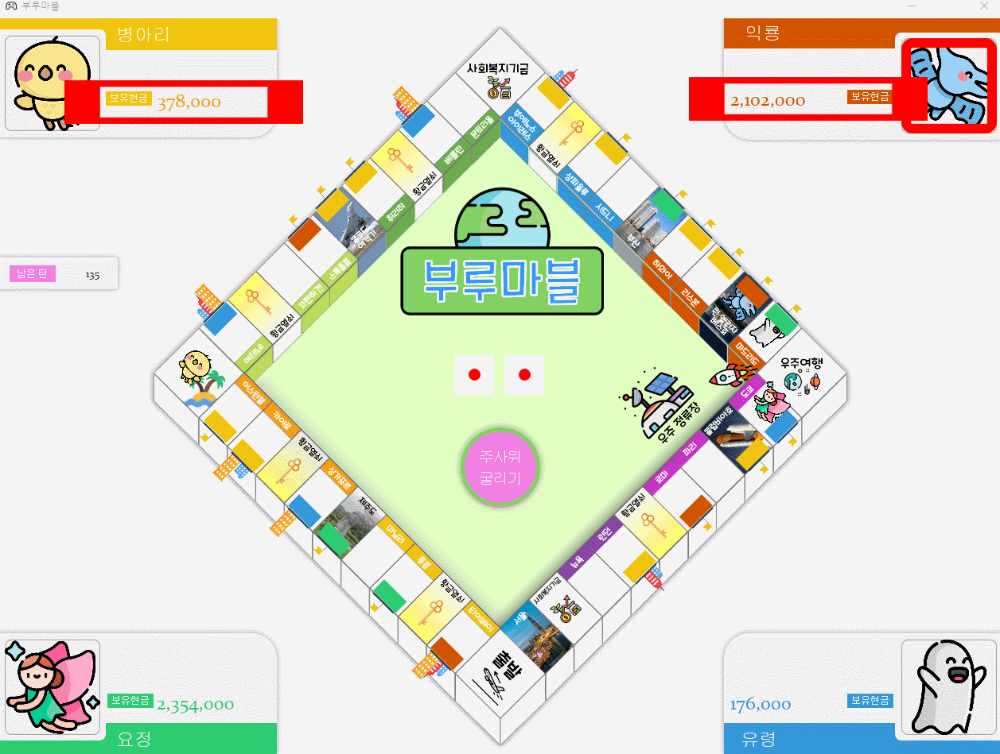 부루마블
병아리
보유현금 378,000
익룡
2,102,000 보유현금
남은 턴 135
사회복지기금
부에노스
아이레스
황금열쇠
상파울루
시드니
부산
하와이
리스본
퀸 엘리자
베스호
마드리드
우주여행
몬트리올
베를린
황금열쇠
취리히
콩코드
여객기
스톡홀름
코펜하겐
황금열쇠
아테네
부루마블
우주 정류장
주사위
굴리기
이스탄불
카이로
황금열쇠
싱가포르
제주도
마닐라
홍콩
황금열쇠
타이베이
출발
도쿄
콜럼비아호
파리
로마
황금열쇠
런던
뉴욕
사회복지기금
서울
보유현금 2,354,000
요정
176,000 보유현금
유령